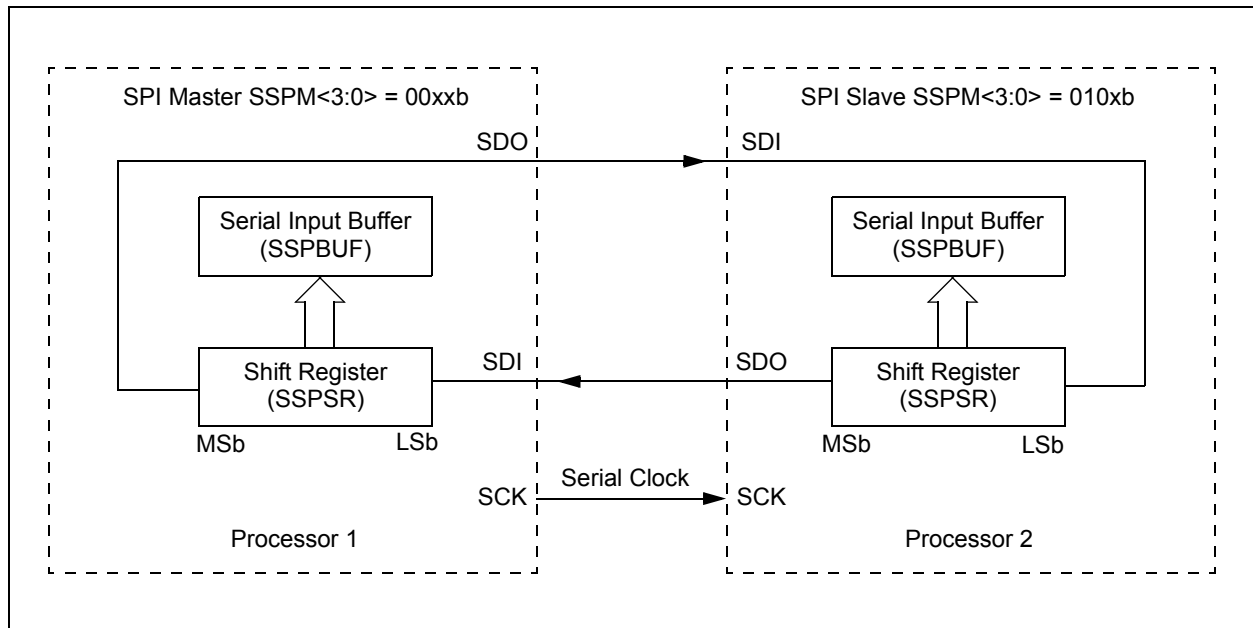 SPI Master SSPM<3:0> = 00xxb
SDO
Serial Input Buffer
(SSPBUF)
Shift Register
(SSPSR)
MSb
LSb
SDI
SCK
Processor 1
Serial Clock
SPI Slave SSPM<3:0> = 010xb
SDI
Serial Input Buffer
(SSPBUF)
SDO
Shift Register
(SSPSR)
MSb
LSb
SCK
Processor 2